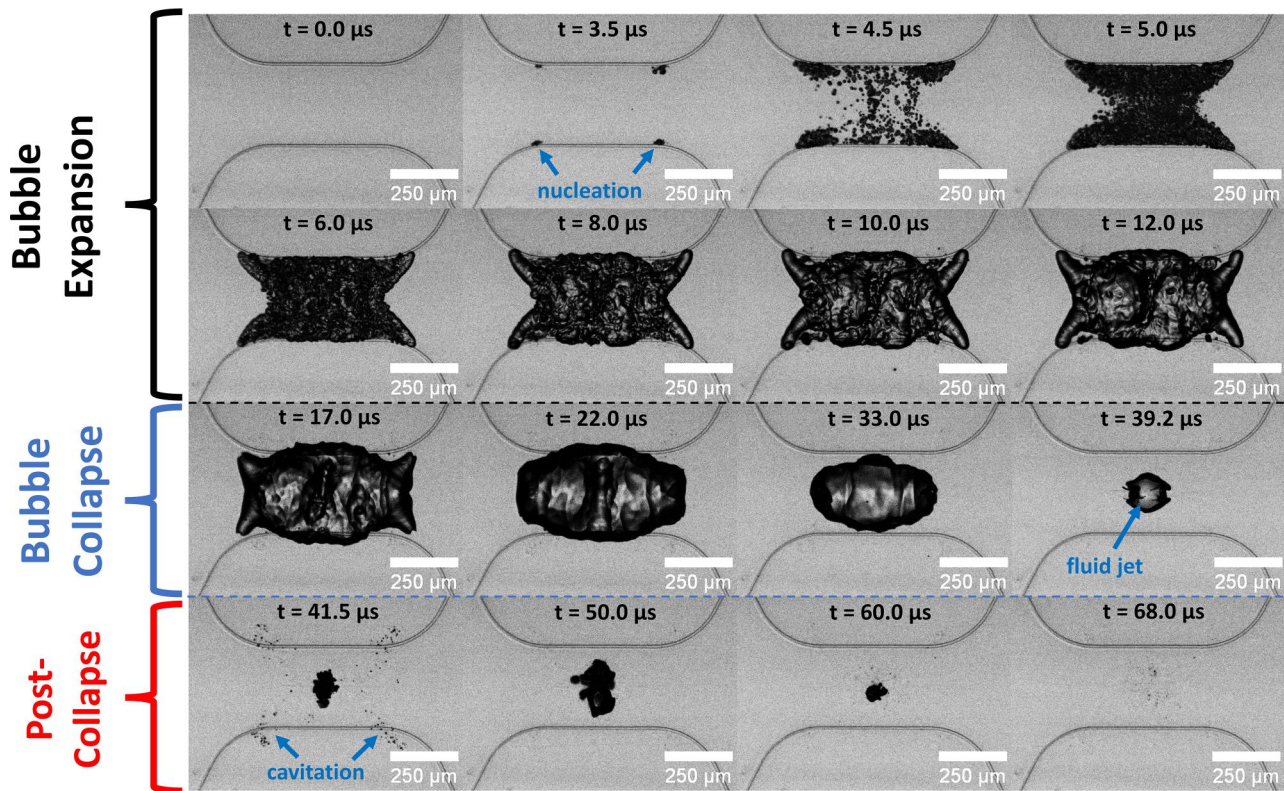 Bubble
Expansion
t = 0.0 µs
t = 3.5 µs
nucleation
250 µm
t = 4.5 µs
250 µm
t = 5.0 µs
250 µm
t = 6.0 µs
250 µm
t = 8.0 µs
250 µm
t = 10.0 µs
250 µm
t = 12.0 µs
250 µm
Bubble
Collapse
t = 17.0 µs
250 µm
t = 22.0 µs
250 µm
t = 33.0 µs
250 µm
t = 39.2 µs
fluid jet
250 µm
Post-
Collapse
t = 41.5 µs
cavitation
250 µm
t = 50.0 µs
250 µm
t = 60.0 µs
250 µm
t = 68.0 µs
250 µm